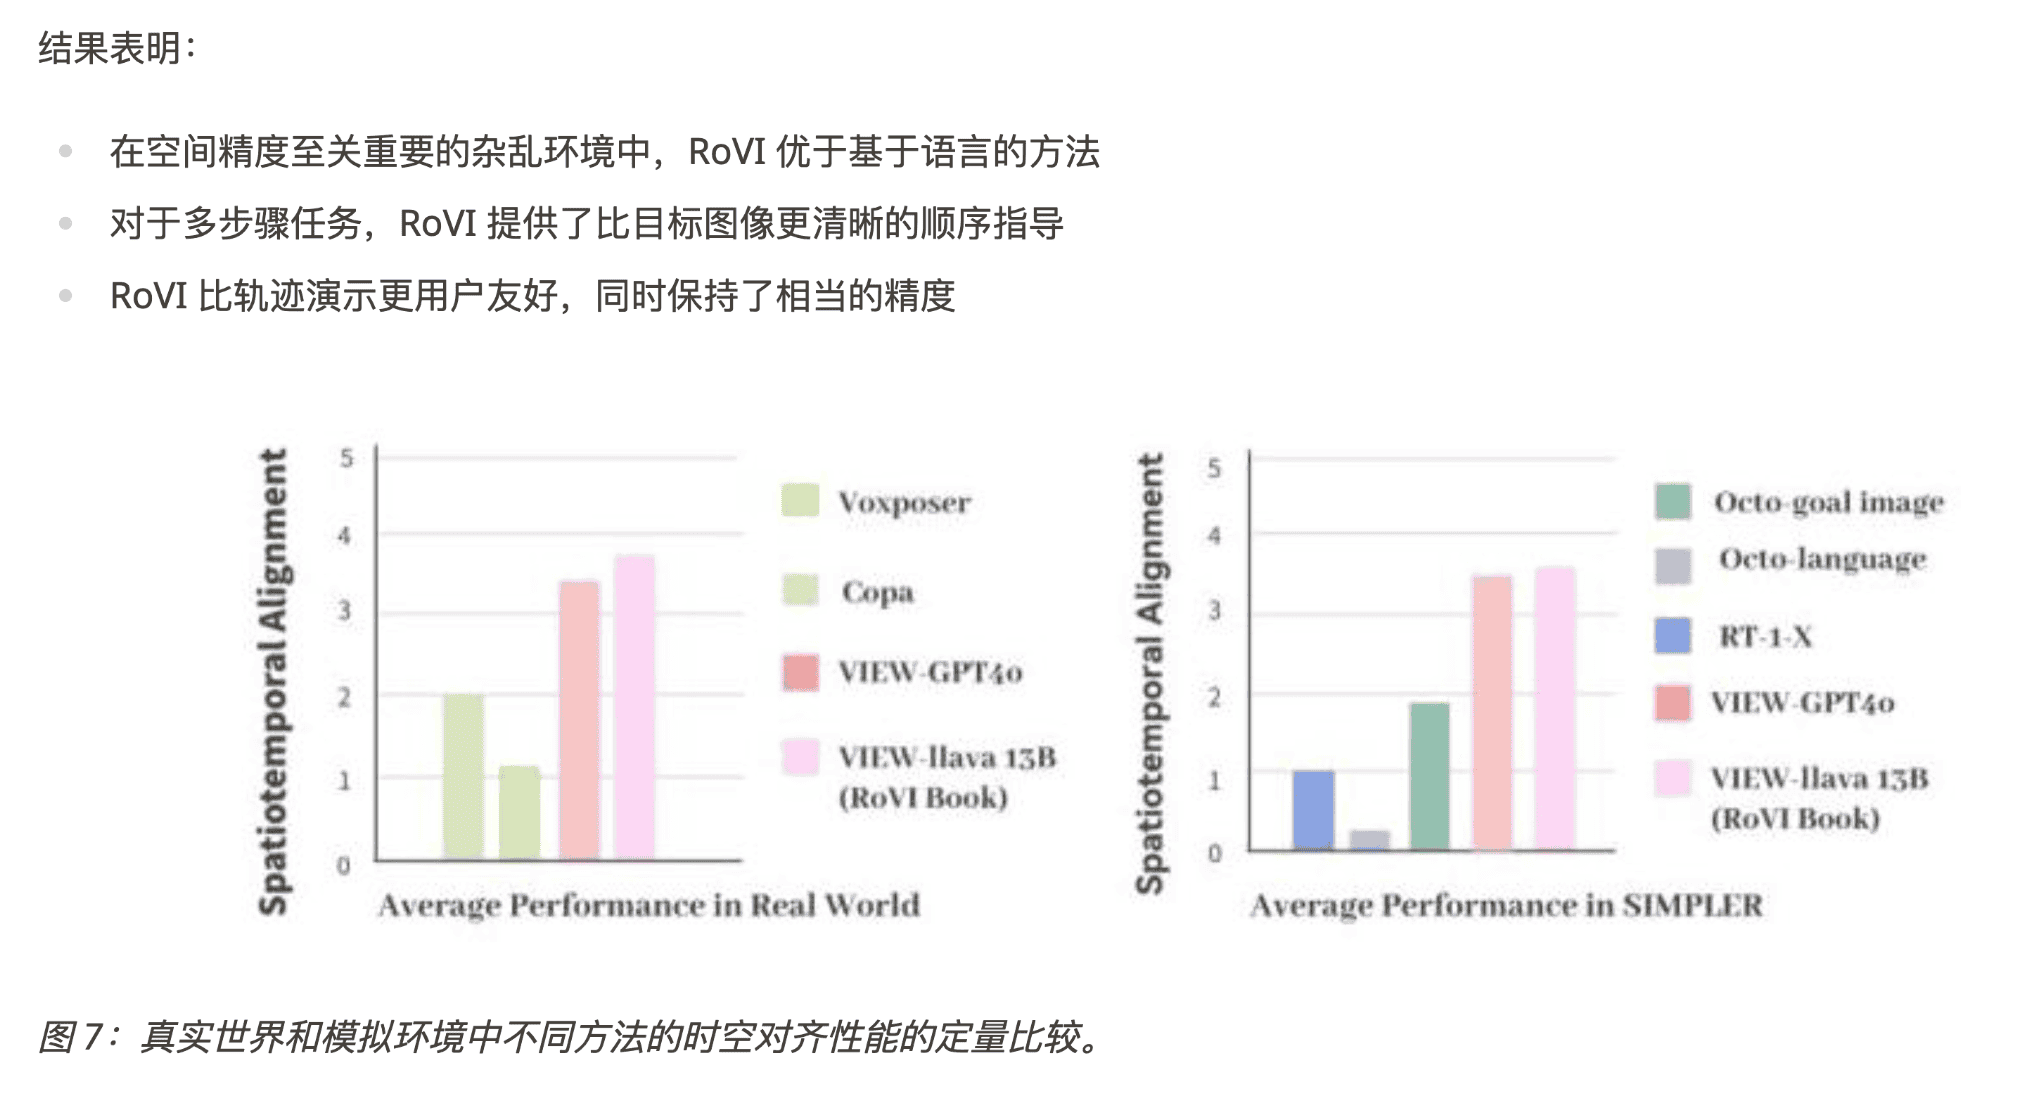 结果表明：
在空间精度至关重要的杂乱环境中，RoVI 优于基于语言的方法
对于多步骤任务，RoVI 提供了比目标图像更清晰的顺序指导
RoVI 比轨迹演示更用户友好，同时保持了相当的精度
Spatiotemporal Alignment
5
4
3
2
1
0
Average Performance in Real World
Voxposer
Copa
VIEW-GPT4o
VIEW-llava 13B
(RoVI Book)
Spatiotemporal Alignment
5
4
3
2
1
0
Average Performance in SIMPLER
Octo-goal image
Octo-language
RT-1-X
VIEW-GPT4o
VIEW-llava 13B
(RoVI Book)
图 7：真实世界和模拟环境中不同方法的时空对齐性能的定量比较。